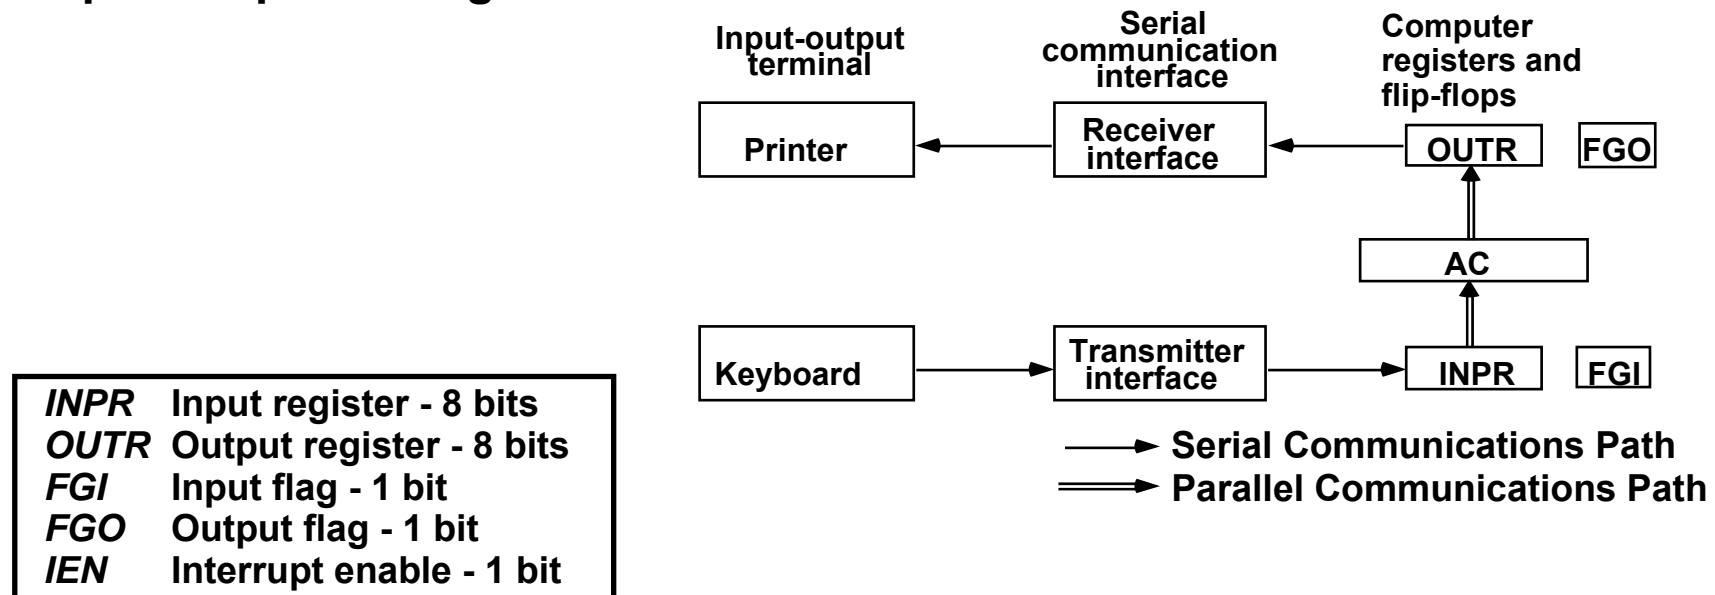 Input-output
terminal
Serial
communication
interface
Computer
registers and
flip-flops
Printer
Receiver
interface
OUTR
FGO
AC
Keyboard
Transmitter
interface
INPR
FGI
Serial Communications Path
Parallel Communications Path
INPR Input register - 8 bits
OUTR Output register - 8 bits
FGI Input flag - 1 bit
FGO Output flag - 1 bit
IEN Interrupt enable - 1 bit